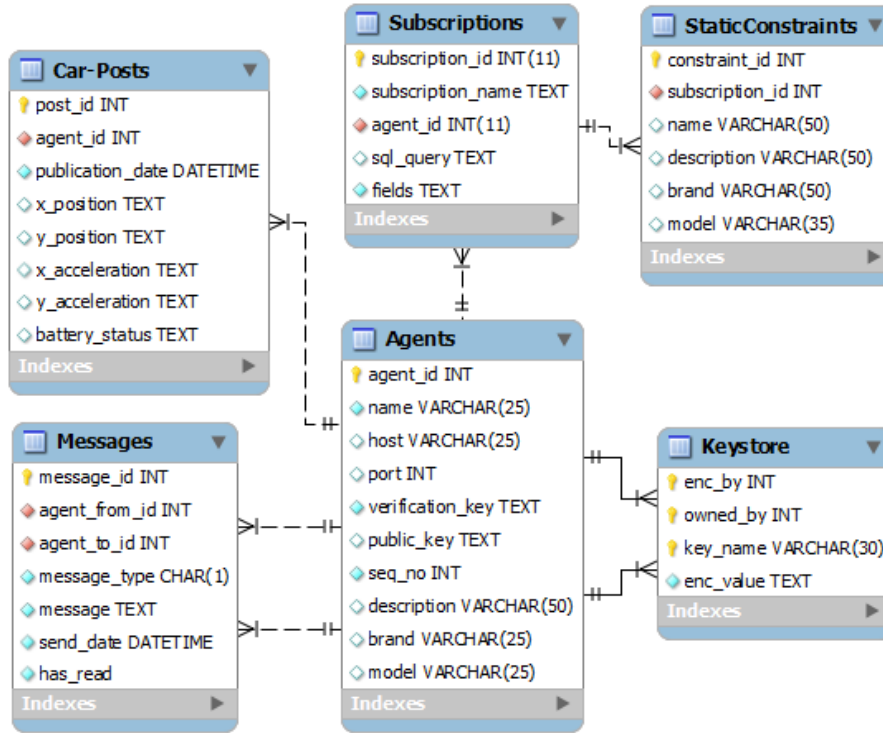 Car-Posts
post_id INT
agent_id INT
publication_date DATETIME
x_position TEXT
y_position TEXT
x_acceleration TEXT
y_acceleration TEXT
battery_status TEXT
Indexes
Subscriptions
subscription_id INT(11)
subscription_name TEXT
agent_id INT(11)
sql_query TEXT
fields TEXT
Indexes
StaticConstraints
constraint_id INT
subscription_id INT
name VARCHAR(50)
description VARCHAR(50)
brand VARCHAR(50)
model VARCHAR(35)
Indexes
Messages
message_id INT
agent_from_id INT
agent_to_id INT
message_type CHAR(1)
message TEXT
send_date DATETIME
has_read
Indexes
Agents
agent_id INT
name VARCHAR(25)
host VARCHAR(25)
port INT
verification_key TEXT
public_key TEXT
seq_no INT
description VARCHAR(50)
brand VARCHAR(25)
model VARCHAR(25)
Indexes
Keystore
enc_by INT
owned_by INT
key_name VARCHAR(30)
enc_value TEXT
Indexes